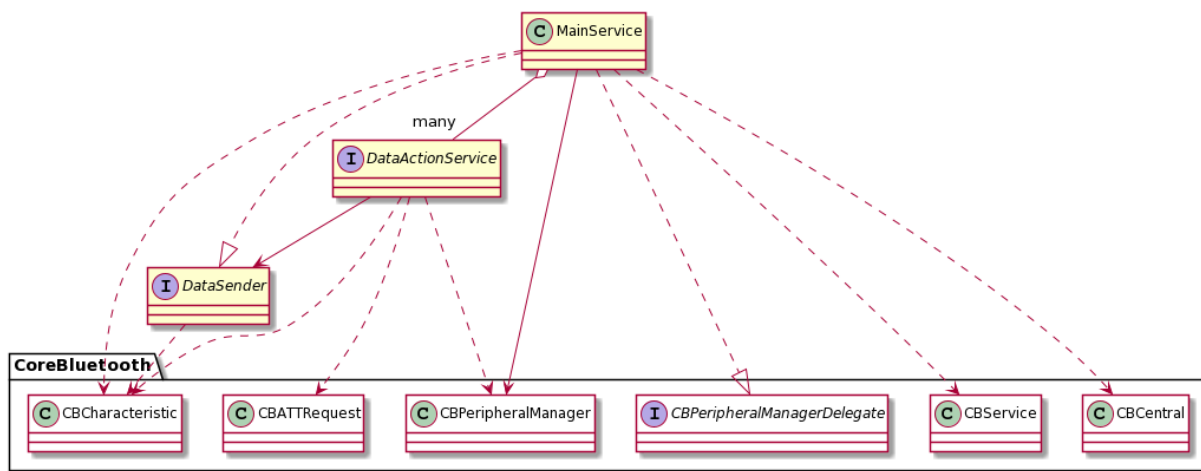 C MainService
many
I DataActionService
I DataSender
CoreBluetooth
C CBCharacteristic
C CBATTRequest
C CBPeripheralManager
I CBPeripheralManagerDelegate
C CBService
C CBCentral